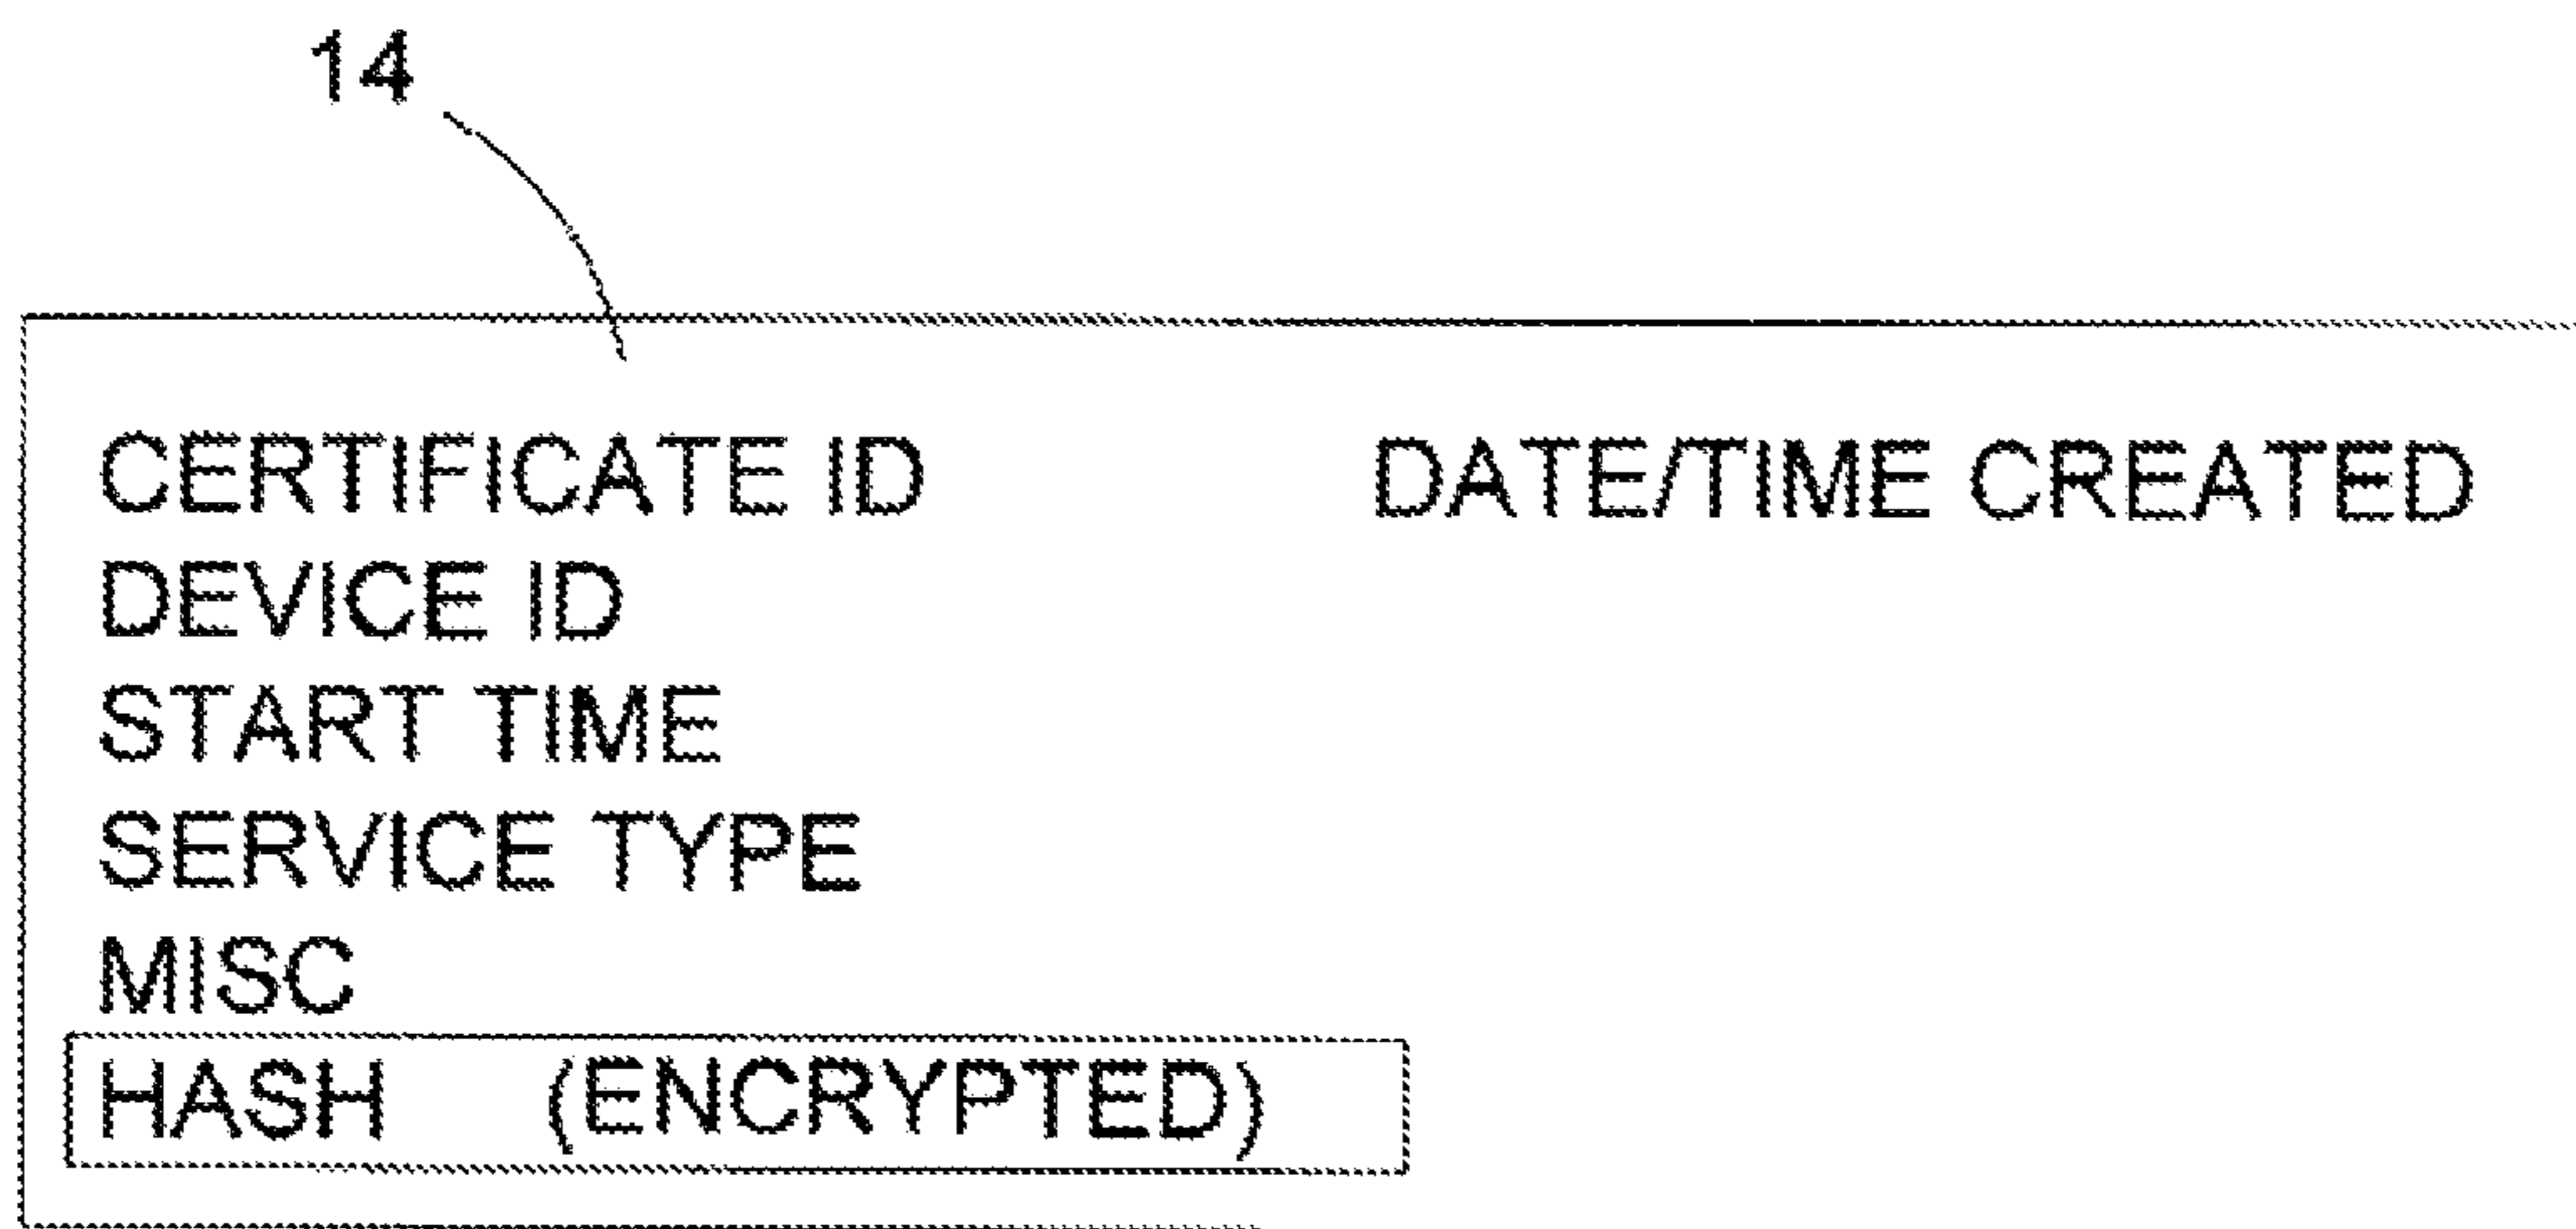 14
CERTIFICATE ID DATE/TIME CREATED
DEVICE ID
START TIME
SERVICE TYPE
MISC
HASH (ENCRYPTED)